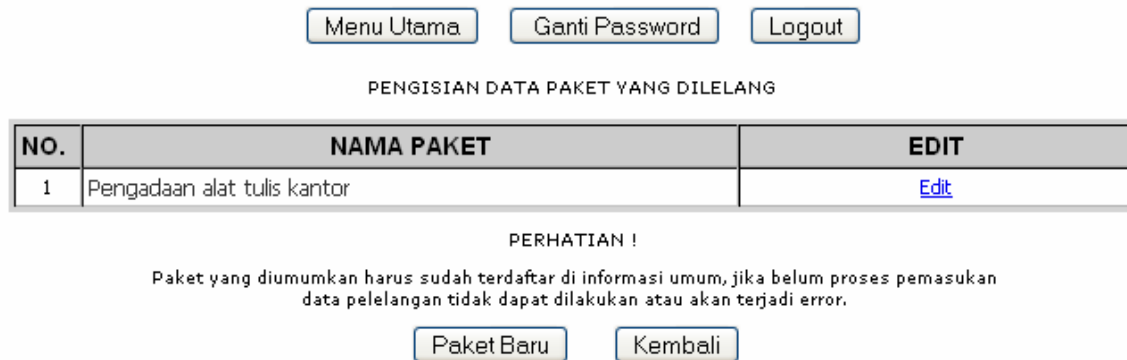 Menu Utama Ganti Password Logout
PENGISIAN DATA PAKET YANG DILELANG
NO. NAMA PAKET EDIT
1 Pengadaan alat tulis kantor Edit
PERHATIAN !
Paket yang diumumkan harus sudah terdaftar di informasi umum, jika belum proses pemasukan
data pelelangan tidak dapat dilakukan atau akan terjadi error.
Paket Baru Kembali